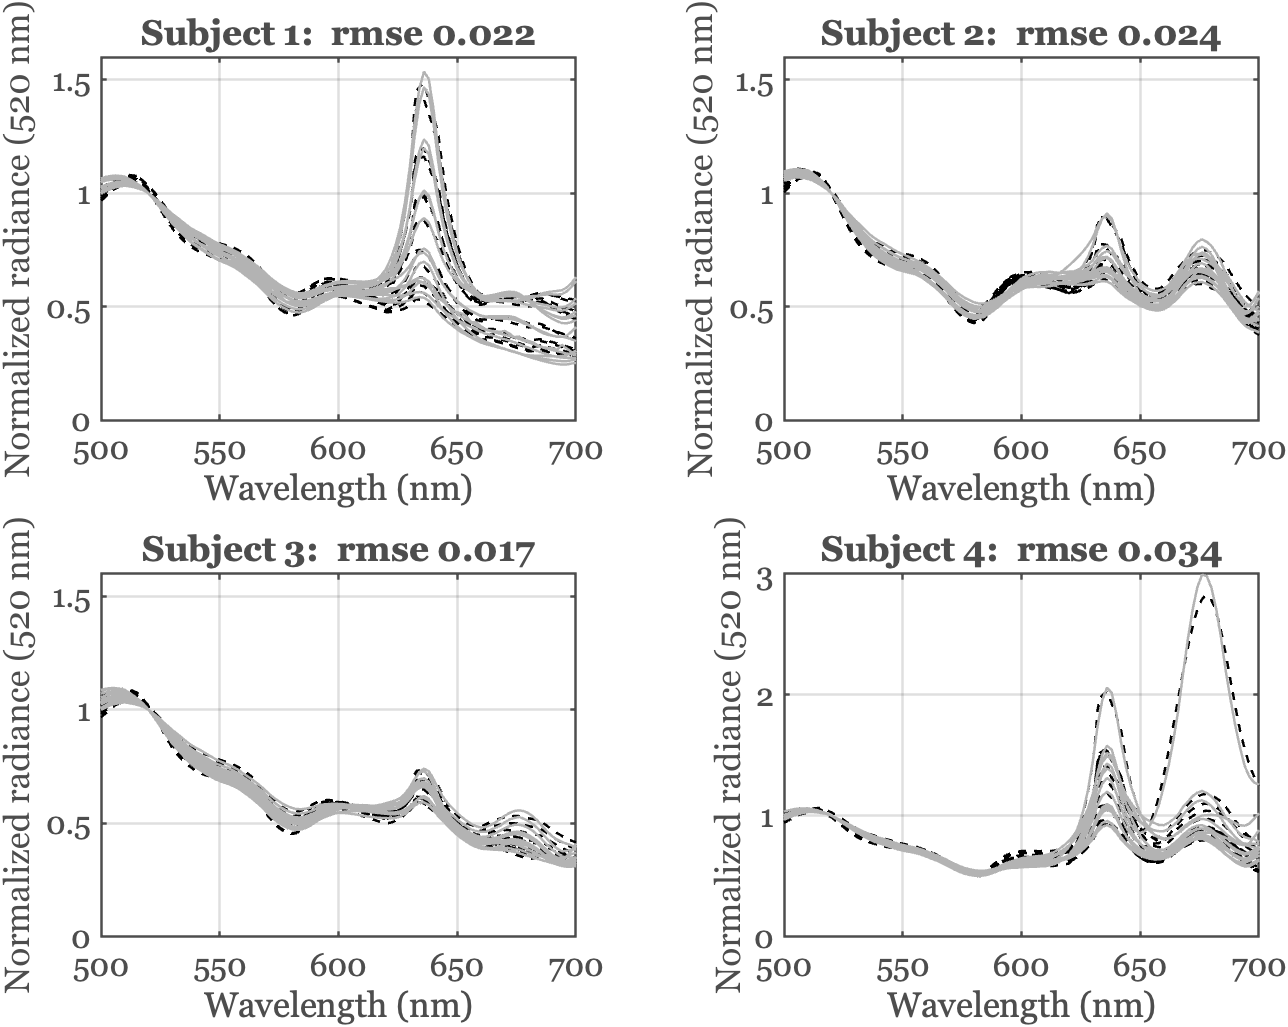 Subject 1: rmse 0.022
Normalized radiance (520 nm)
1.5
1
0.5
0
500 550 600 650 700
Wavelength (nm)
Subject 2: rmse 0.024
Normalized radiance (520 nm)
1.5
1
0.5
0
500 550 600 650 700
Wavelength (nm)
Subject 3: rmse 0.017
Normalized radiance (520 nm)
1.5
1
0.5
0
500 550 600 650 700
Wavelength (nm)
Subject 4: rmse 0.034
Normalized radiance (520 nm)
3
2
1
0
500 550 600 650 700
Wavelength (nm)